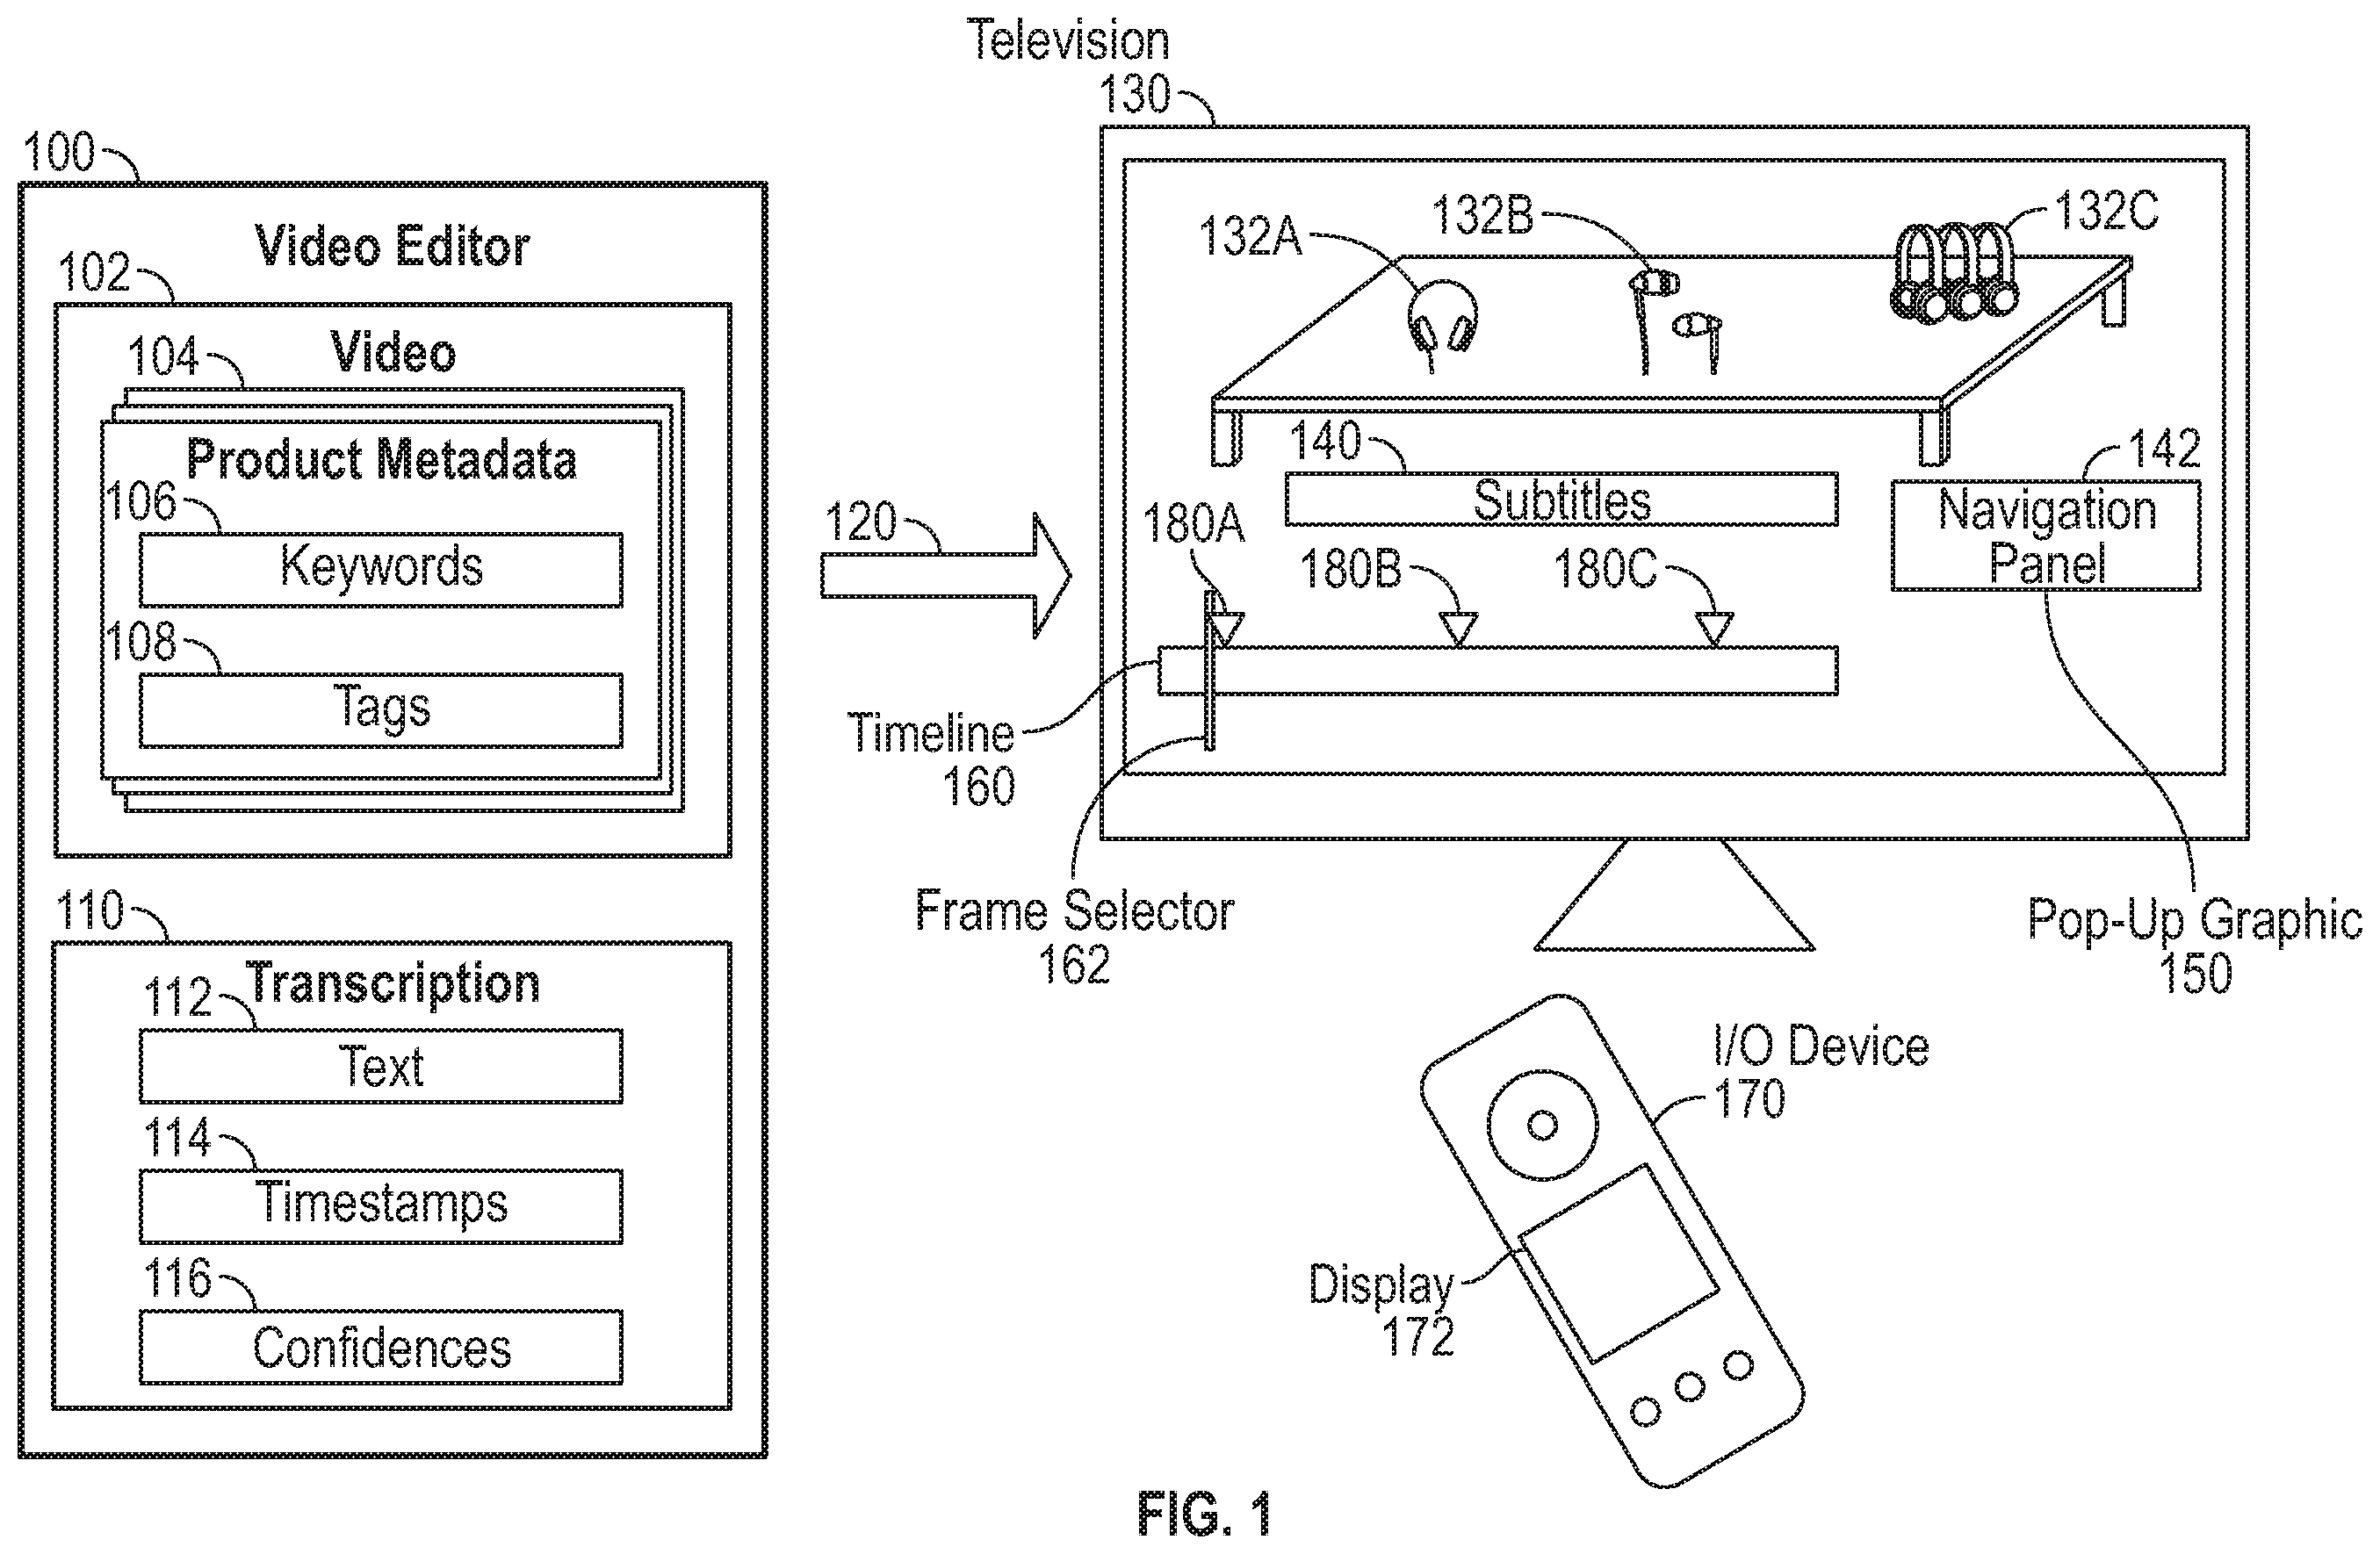 Television
130
100
Video Editor
102
Video
104
Product Metadata
106
Keywords
108
Tags
110
Transcription
112
Text
114
Timestamps
116
Confidences
120
132A
132B
132C
140
Subtitles
142
Navigation
Panel
180A
180B
180C
Timeline
160
Frame Selector
162
Pop-Up Graphic
150
I/O Device
170
Display
172
FIG. 1